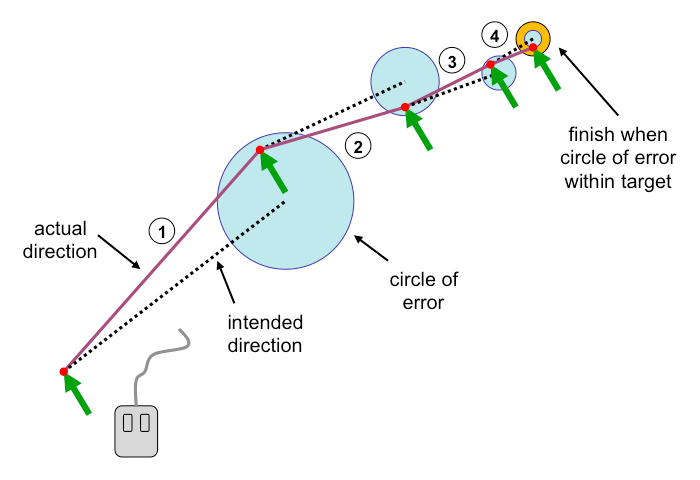 4
3
finish when
circle of error
within target
2
actual
direction
1
circle of
error
intended
direction